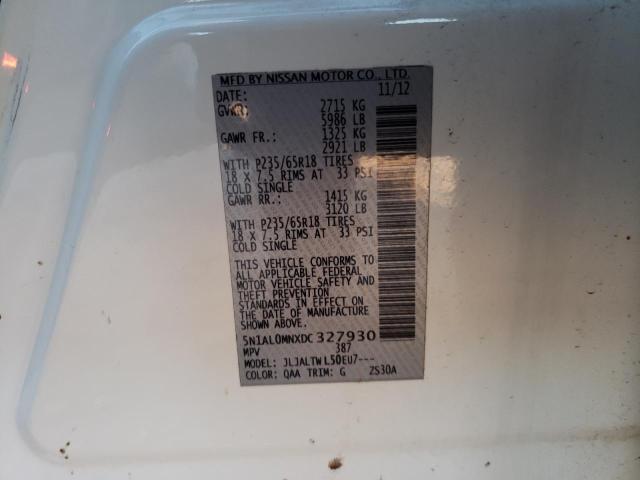 MFD BY NISSAN MOTOR CO., LTD.
DATE: 11/12
GVWR: 2715 KG
5986 LB
GAWR FR.: 1325 KG
2921 LB
WITH P235/65R18 TIRES
18 X 7.5 RIMS AT 33 PSI
COLD SINGLE
GAWR RR.: 1415 KG
3120 LB
WITH P235/65R18 TIRES
18 X 7.5 RIMS AT 33 PSI
COLD SINGLE
THIS VEHICLE CONFORMS TO
ALL APPLICABLE FEDERAL
MOTOR VEHICLE SAFETY AND
THEFT PREVENTION
STANDARDS IN EFFECT ON
THE DATE OF MANUFACTURE
SHOWN ABOVE.
5N1AL0MNXDC327930
MPV 387
MODEL: JLJALTWL50EU7---
COLOR: QAA TRIM: G ZS30A